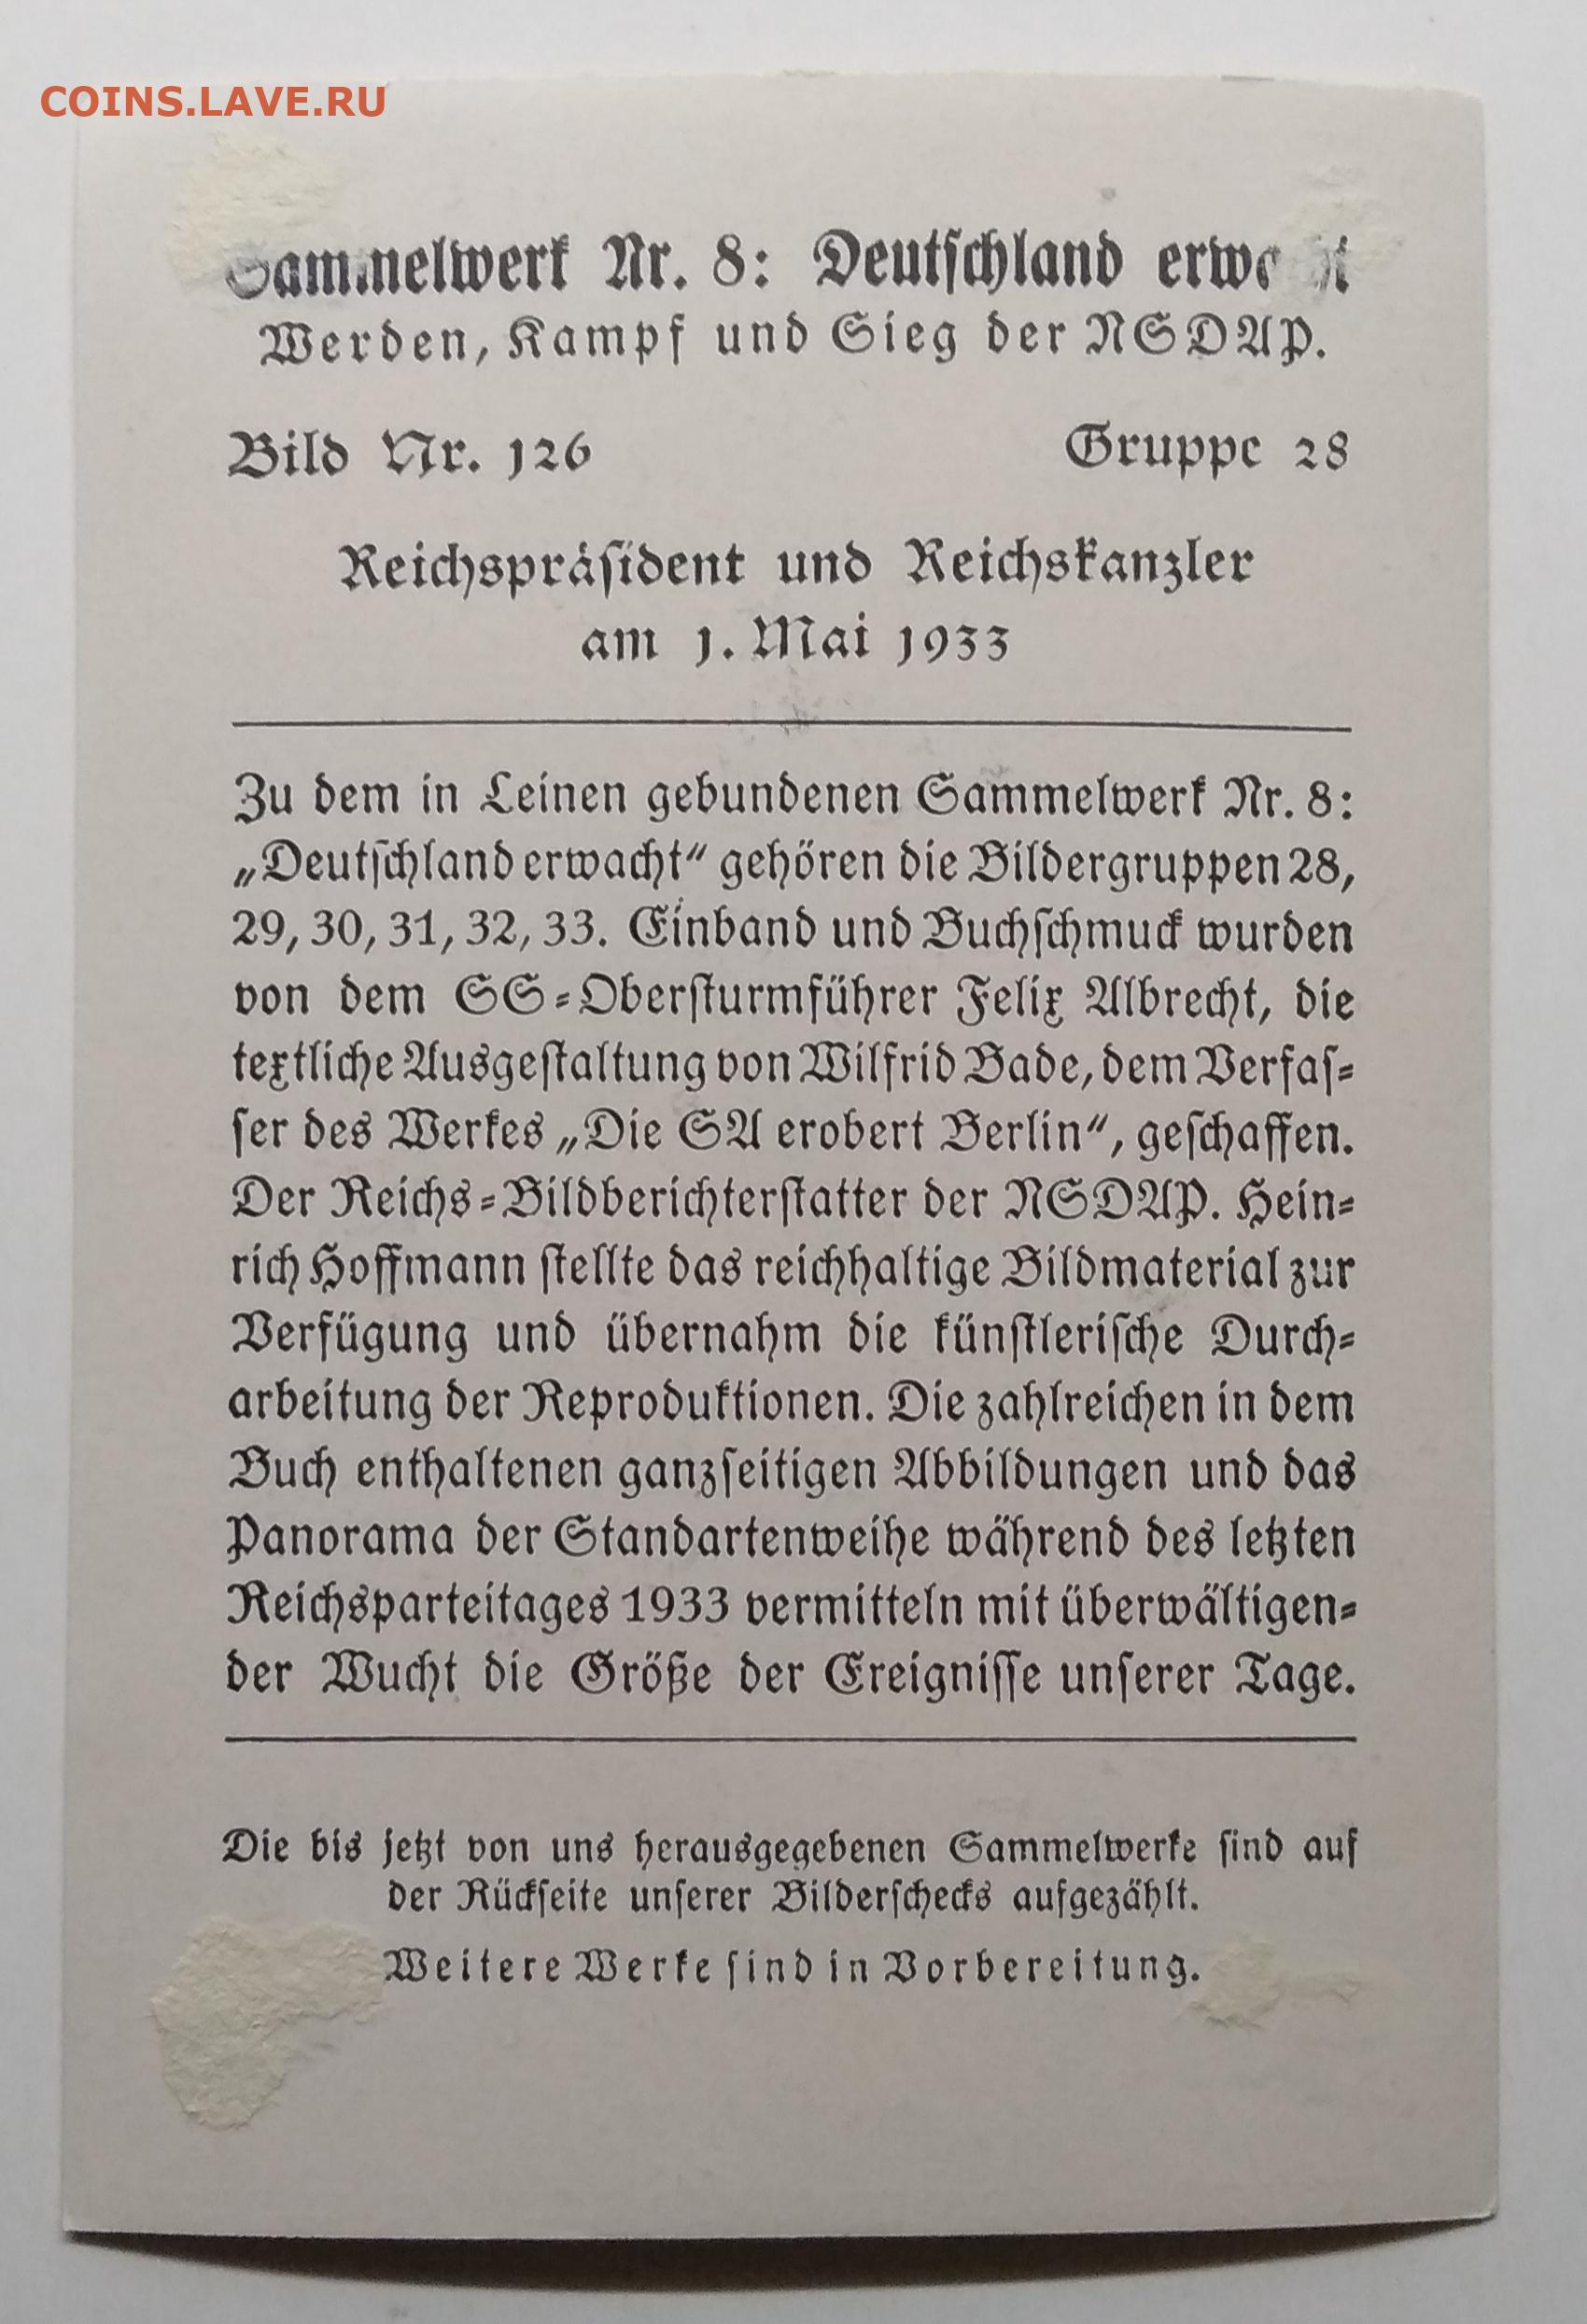 COINS.LAVE.RU
Sammelwerk Nr. 8: Deutschland erwacht
Werden, Kampf und Sieg der NSDAP.
Bild Nr. 126 Gruppe 28
Reichspräsident und Reichskanzler
am 1. Mai 1933
Zu dem in Leinen gebundenen Sammelwerk Nr. 8:
„Deutschland erwacht“ gehören die Bildergruppen 28,
29, 30, 31, 32, 33. Einband und Buchschmuck wurden
von dem SS-Obersturmführer Felix Albrecht, die
textliche Ausgestaltung von Wilfrid Bade, dem Verfas-
ser des Werkes „Die SA erobert Berlin“, geschaffen.
Der Reichs-Bildberichterstatter der NSDAP. Hein-
rich Hoffmann stellte das reichhaltige Bildmaterial zur
Verfügung und übernahm die künstlerische Durch-
arbeitung der Reproduktionen. Die zahlreichen in dem
Buch enthaltenen ganzseitigen Abbildungen und das
Panorama der Standartenweihe während des letzten
Reichsparteitages 1933 vermitteln mit überwältigen-
der Wucht die Größe der Ereignisse unserer Tage.
Die bis jetzt von uns herausgegebenen Sammelwerke sind auf
der Rückseite unserer Bilderschecks aufgezählt.
Weitere Werke sind in Vorbereitung.